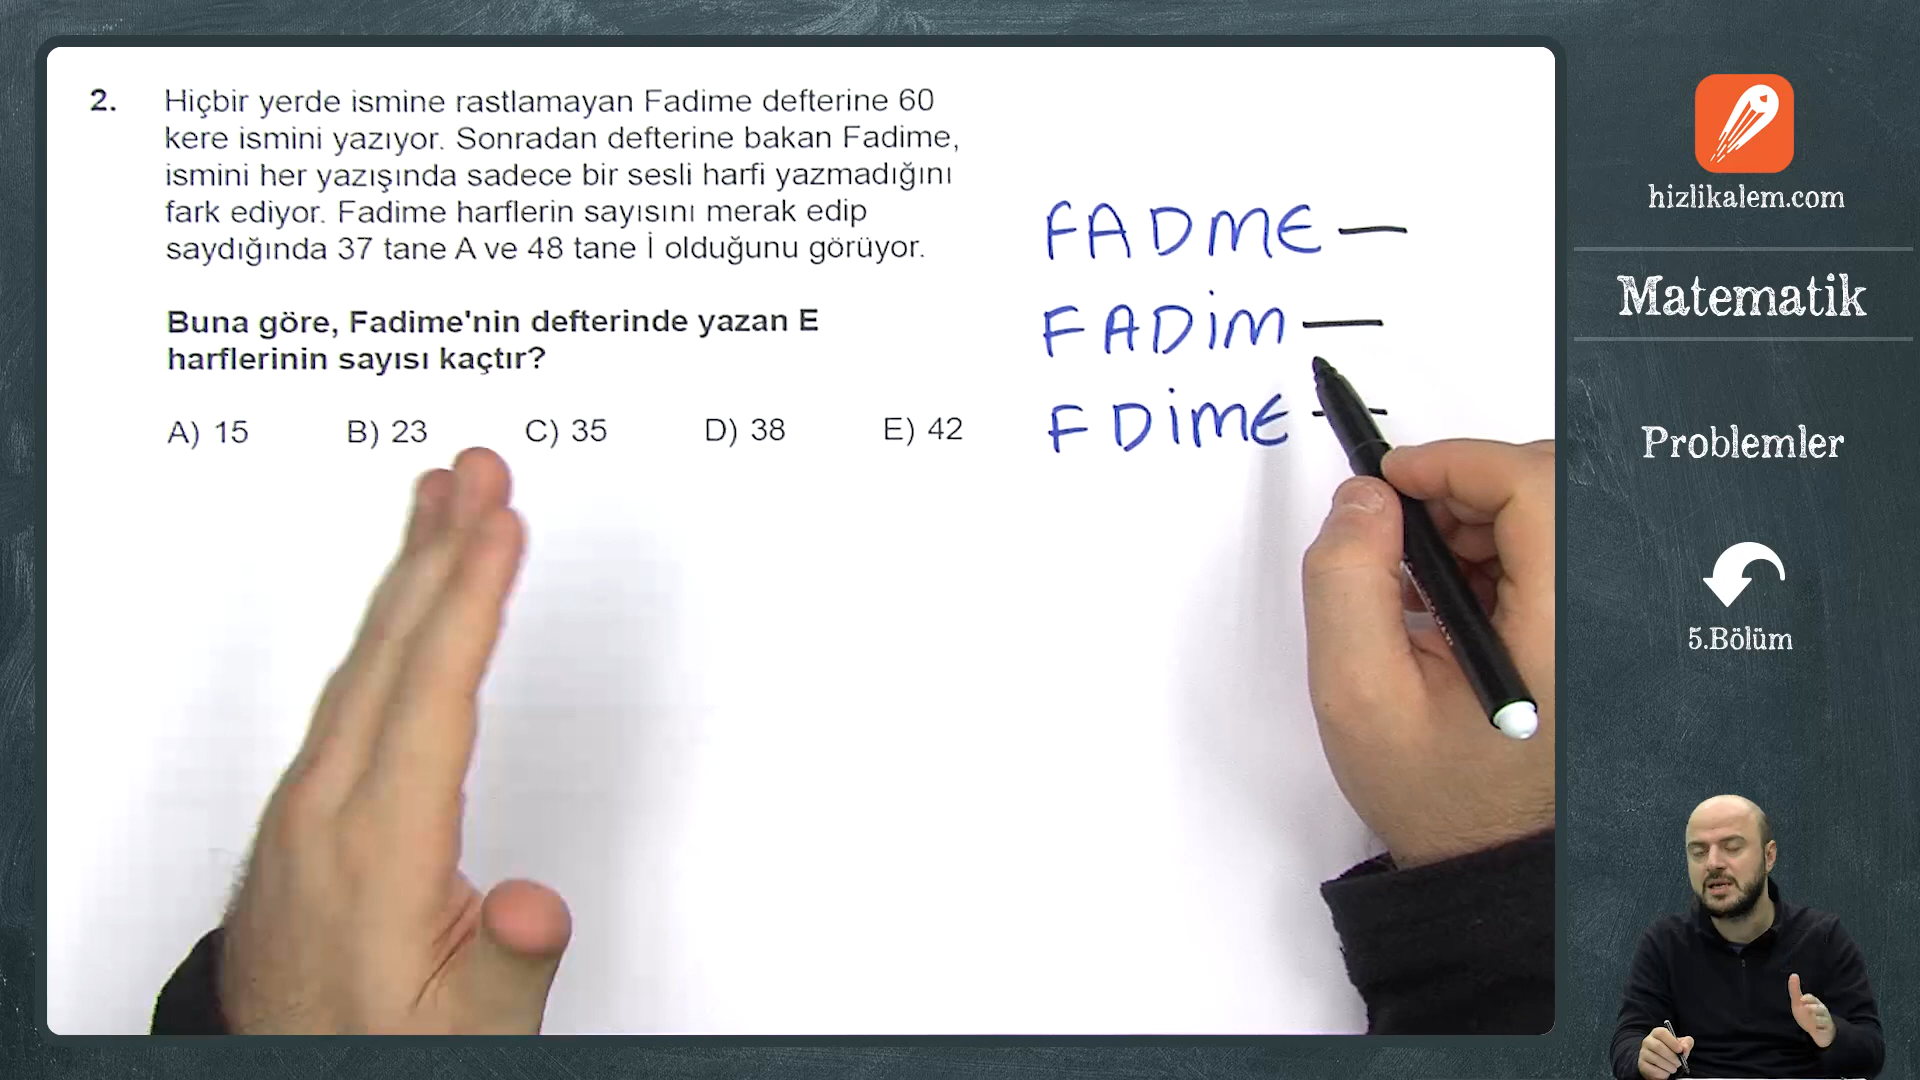 2. Hiçbir yerde ismine rastlamayan Fadime defterine 60
kere ismini yazıyor. Sonradan defterine bakan Fadime,
ismini her yazışında sadece bir sesli harfi yazmadığını
fark ediyor. Fadime harflerin sayısını merak edip
saydığında 37 tane A ve 48 tane İ olduğunu görüyor.
Buna göre, Fadime'nin defterinde yazan E
harflerinin sayısı kaçtır?
A) 15 B) 23 C) 35 D) 38 E) 42
FADME —
FADİM —
FDİME —
hizlikalem.com
Matematik
Problemler
5.Bölüm